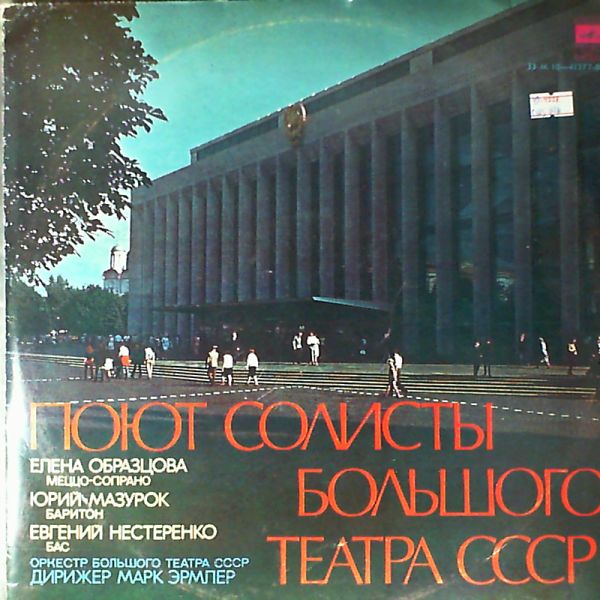 ПОЮТ СОЛИСТЫ
БОЛЬШОГО
ТЕАТРА СССР
ЕЛЕНА ОБРАЗЦОВА
МЕЦЦО-СОПРАНО
ЮРИЙ МАЗУРОК
БАРИТОН
ЕВГЕНИЙ НЕСТЕРЕНКО
БАС
ОРКЕСТР БОЛЬШОГО ТЕАТРА СССР
ДИРИЖЕР МАРК ЭРМЛЕР